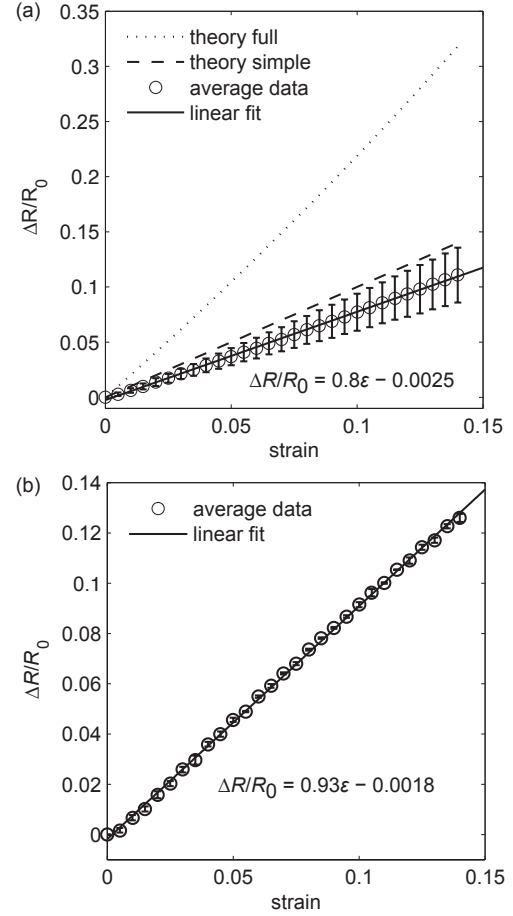 (a)
0.35
theory full
theory simple
average data
linear fit
0.3
0.25
0.2
0.15
0.1
0.05
0
ΔR/R0
ΔR/R0 = 0.8ε − 0.0025
0
0.05
0.1
0.15
strain
(b)
0.14
average data
linear fit
0.12
0.1
0.08
0.06
0.04
0.02
0
ΔR/R0
ΔR/R0 = 0.93ε − 0.0018
0
0.05
0.1
0.15
strain